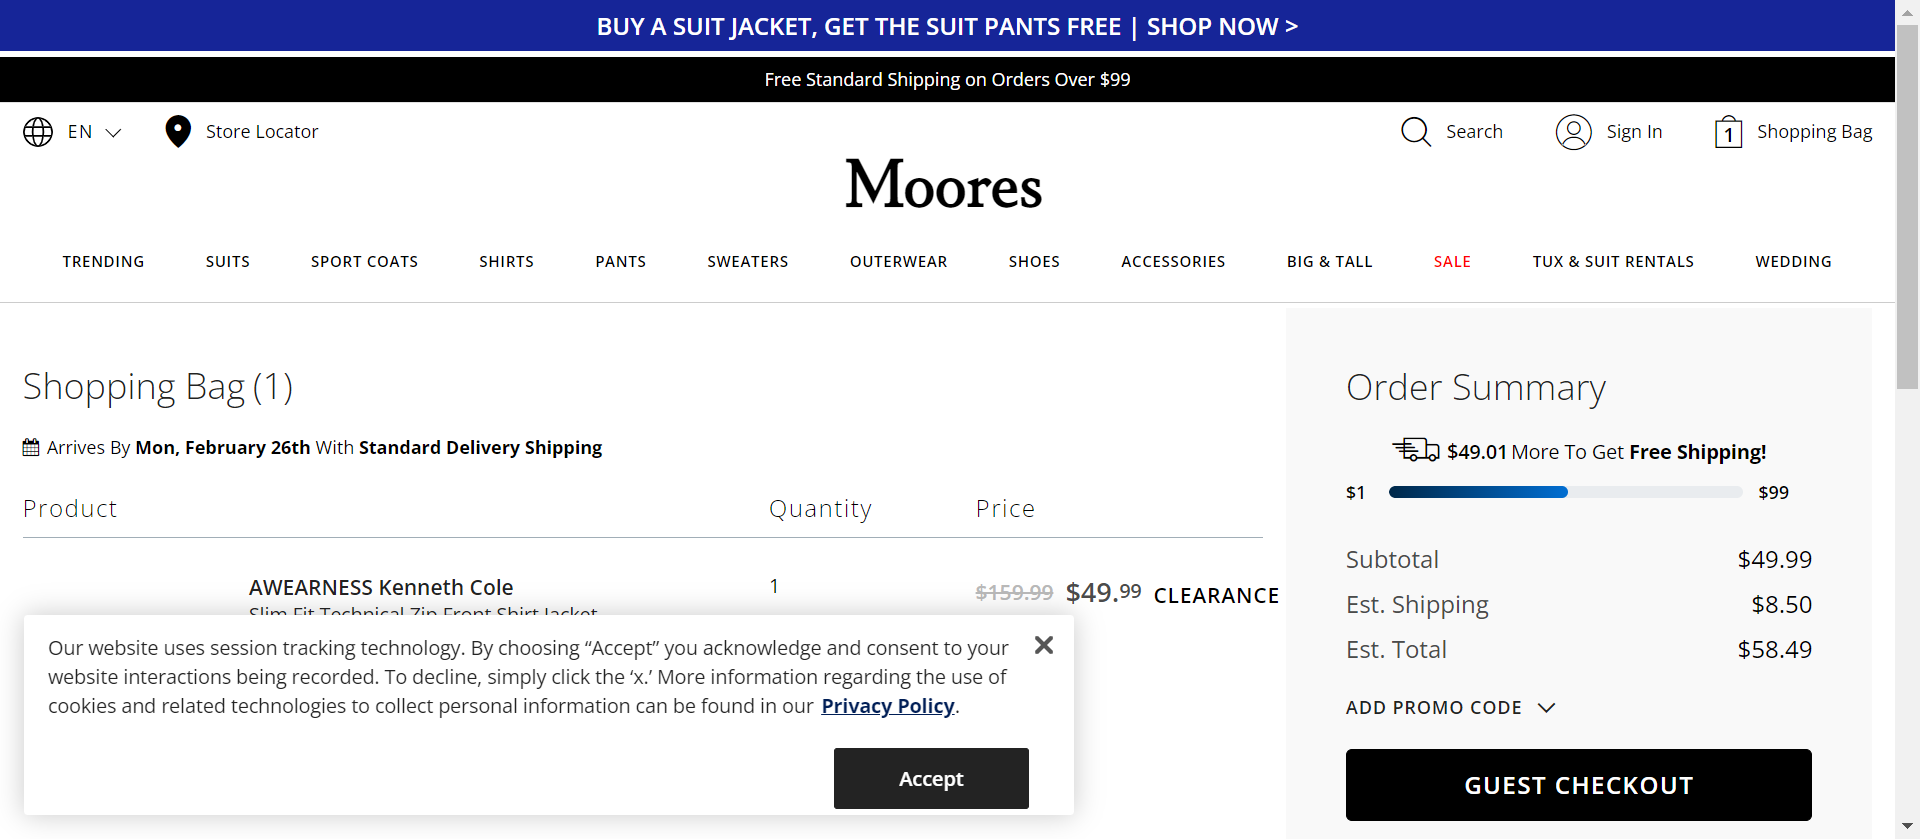 BUY A SUIT JACKET, GET THE SUIT PANTS FREE | SHOP NOW >
Free Standard Shipping on Orders Over $99
EN
Store Locator
Search
Sign In
1
Shopping Bag
Moores
TRENDING
SUITS
SPORT COATS
SHIRTS
PANTS
SWEATERS
OUTERWEAR
SHOES
ACCESSORIES
BIG & TALL
SALE
TUX & SUIT RENTALS
WEDDING
Shopping Bag (1)
Arrives By Mon, February 26th With Standard Delivery Shipping
Product
Quantity
Price
AWEARNESS Kenneth Cole
1
$159.99 $49.99 CLEARANCE
Slim Fit Technical Zip Front Shirt Jacket
Our website uses session tracking technology. By choosing “Accept” you acknowledge and consent to your
website interactions being recorded. To decline, simply click the ‘x.’ More information regarding the use of
cookies and related technologies to collect personal information can be found in our Privacy Policy.
Accept
Order Summary
$49.01 More To Get Free Shipping!
$1
$99
Subtotal
$49.99
Est. Shipping
$8.50
Est. Total
$58.49
ADD PROMO CODE
GUEST CHECKOUT